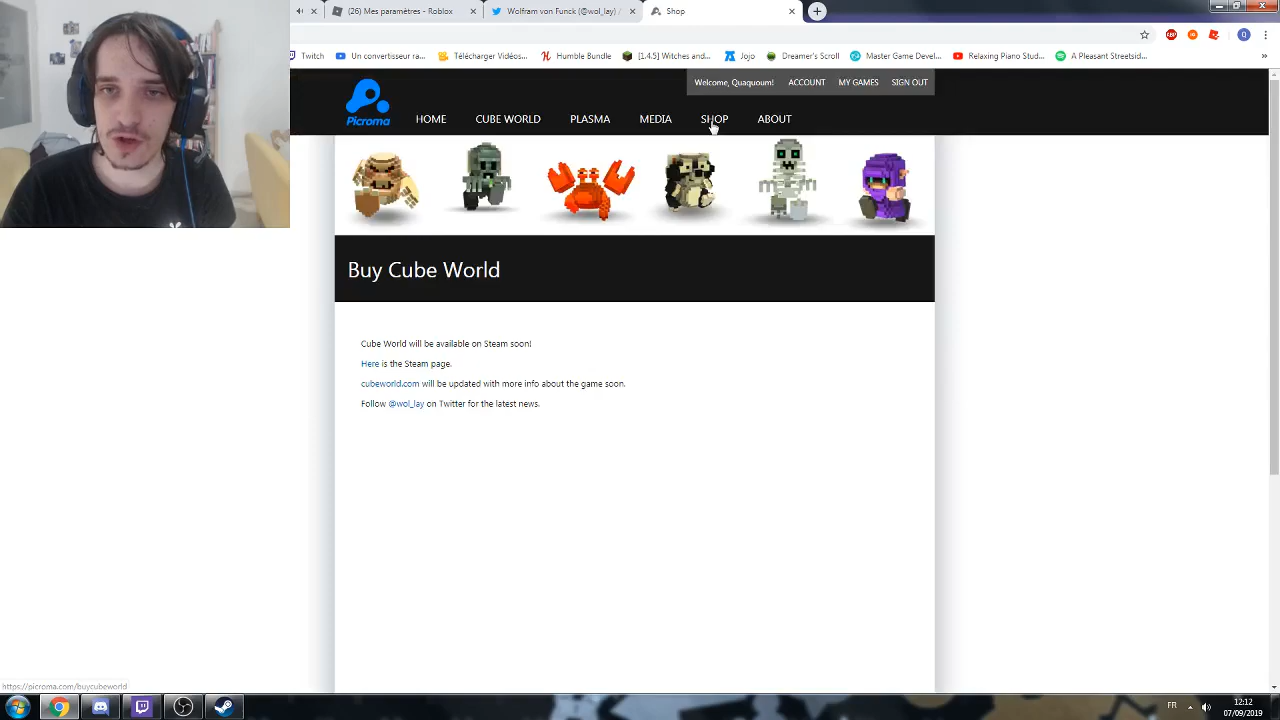 (26) Mes paramètres - Roblox
Wolfram von Funck (@wol_lay) /
Shop
Twitch
Un convertisseur ra...
Télécharger Vidéos...
Humble Bundle
[1.4.5] Witches and...
Jojo
Dreamer's Scroll
Master Game Devel...
Relaxing Piano Stud...
A Pleasant Streetsid...
Welcome, Quaquoum!
ACCOUNT
MY GAMES
SIGN OUT
Picroma
HOME
CUBE WORLD
PLASMA
MEDIA
SHOP
ABOUT
Buy Cube World
Cube World will be available on Steam soon!
Here is the Steam page.
cubeworld.com will be updated with more info about the game soon.
Follow @wol_lay on Twitter for the latest news.
https://picroma.com/buycubeworld
FR
12:12
07/09/2019